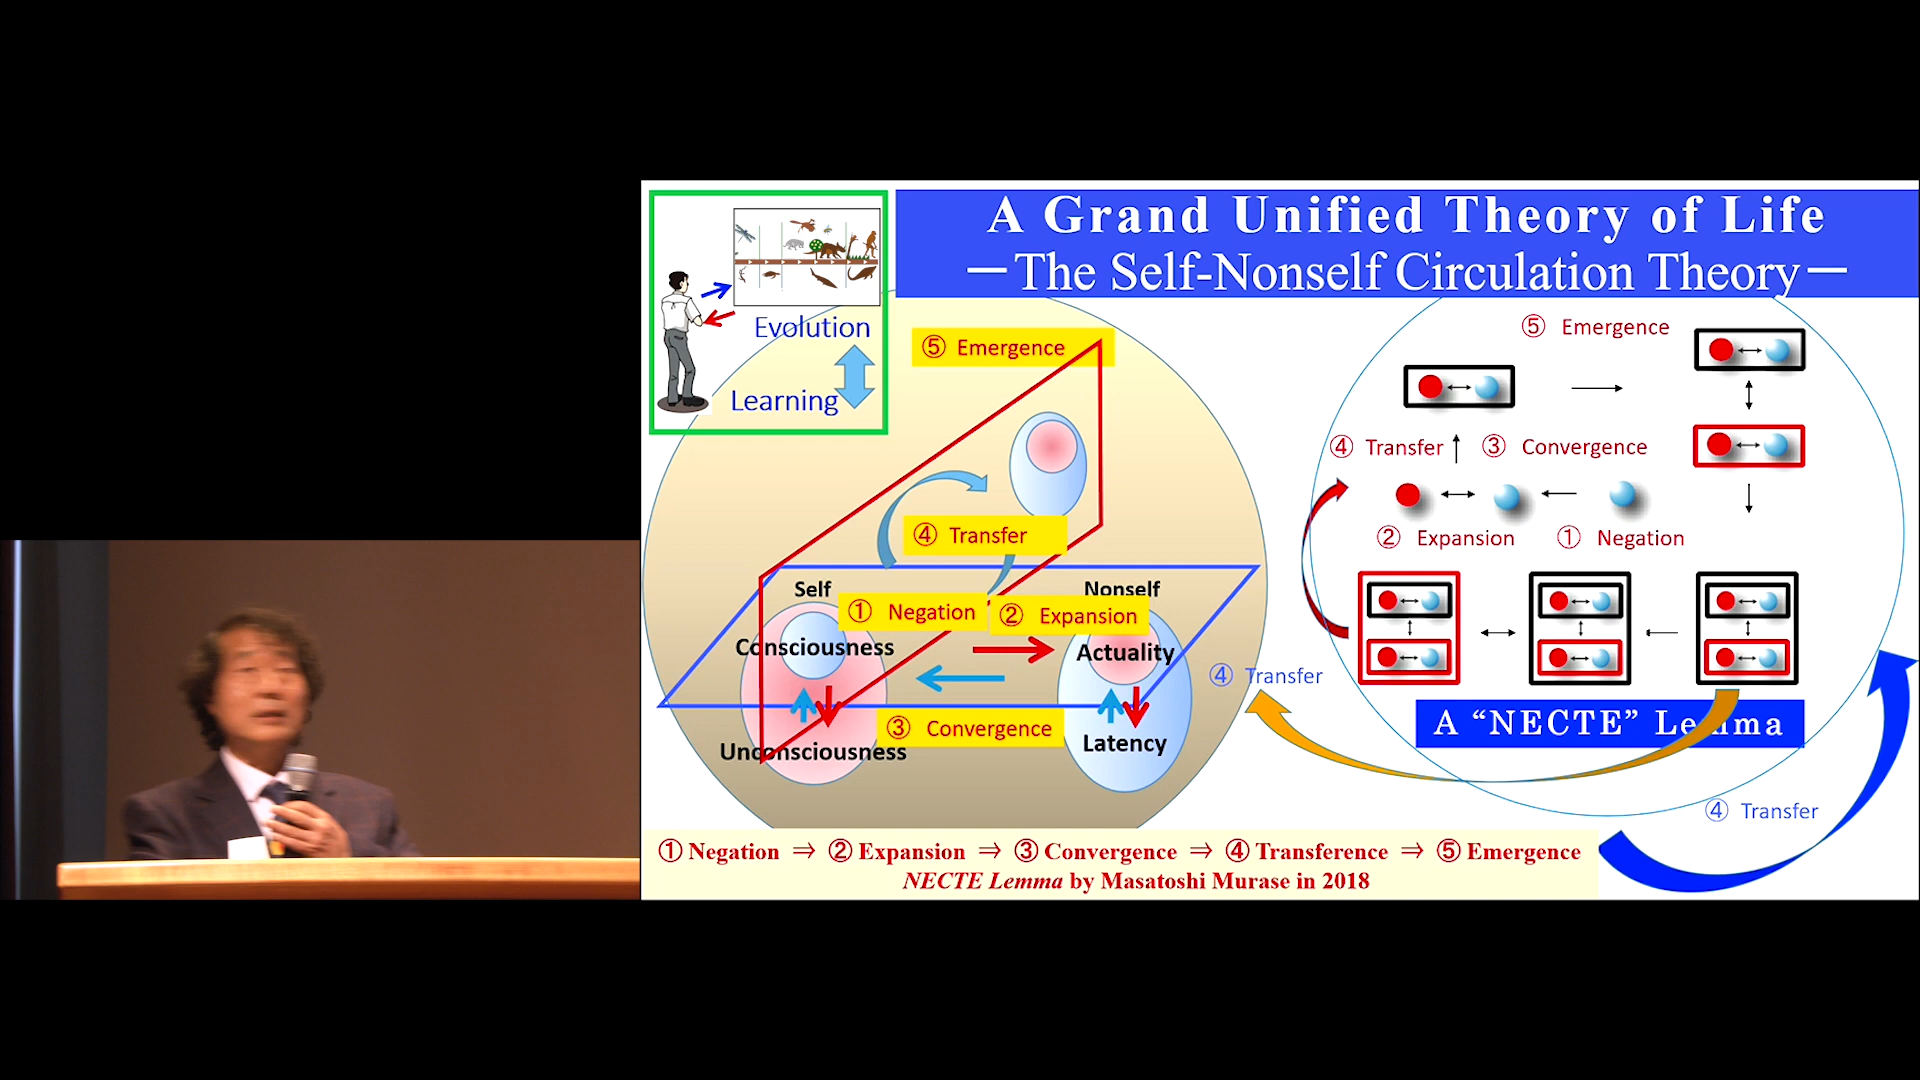 A Grand Unified Theory of Life
—The Self-Nonself Circulation Theory—
Evolution
Learning
⑤ Emergence
④ Transfer
Self
Nonself
① Negation
② Expansion
Consciousness
Actuality
③ Convergence
Unconsciousness
Latency
⑤ Emergence
④ Transfer
③ Convergence
② Expansion
① Negation
④ Transfer
A “NECTE” Lemma
④ Transfer
① Negation ⇒ ② Expansion ⇒ ③ Convergence ⇒ ④ Transference ⇒ ⑤ Emergence
NECTE Lemma by Masatoshi Murase in 2018